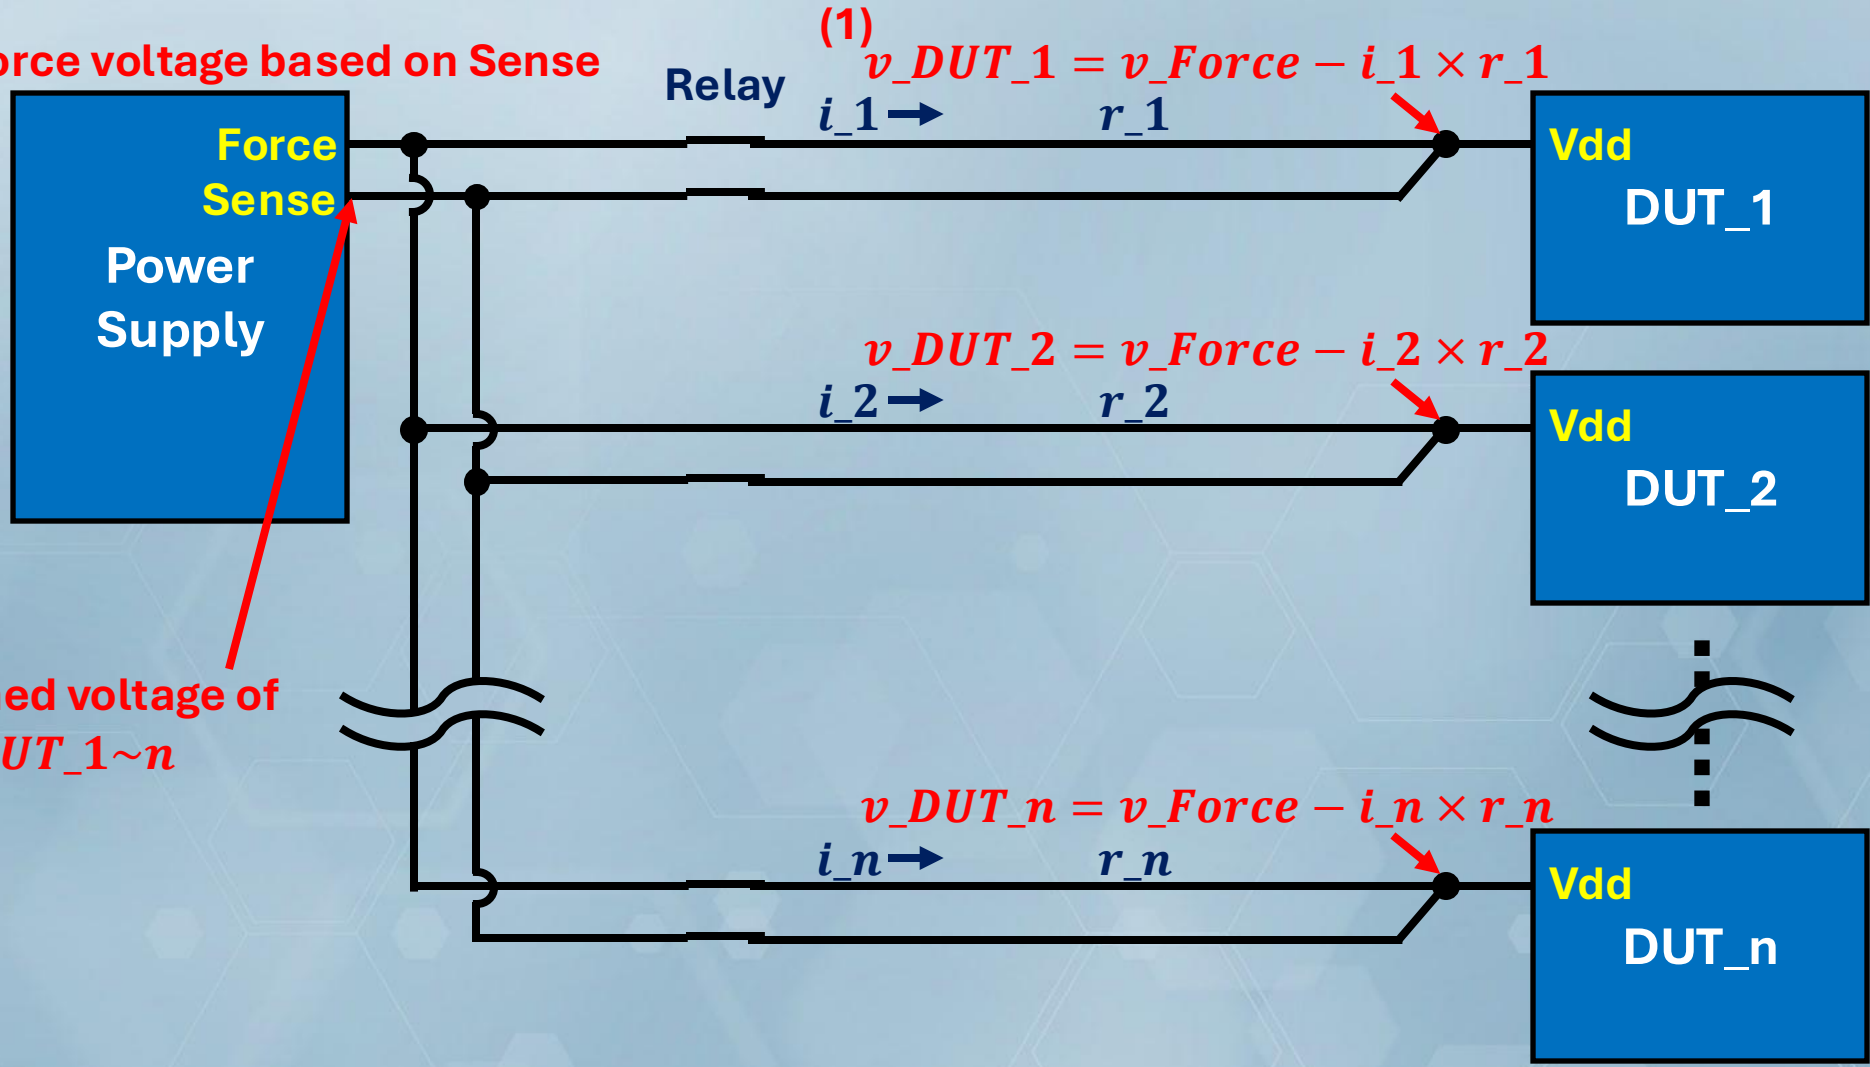 (1)
orce voltage based on Sense
v_DUT_1 = v_Force − i_1 × r_1
Relay
i_1
r_1
Force
Sense
Power
Supply
Vdd
DUT_1
v_DUT_2 = v_Force − i_2 × r_2
i_2
r_2
Vdd
DUT_2
ed voltage of
UT_1~n
v_DUT_n = v_Force − i_n × r_n
i_n
r_n
Vdd
DUT_n